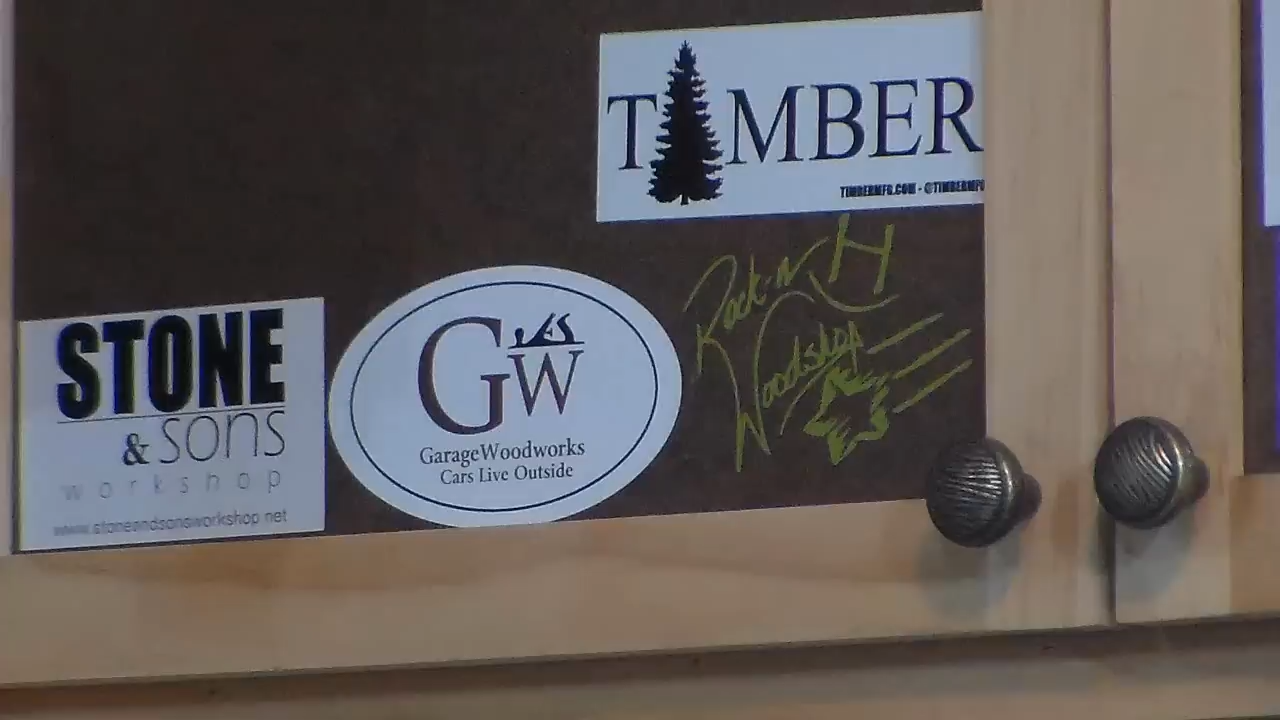 TIMBER
TIMBERMFG.COM - @TIMBERMFG
Rock-n H
Woodshop
STONE
& sons
workshop
www.stoneandsonsworkshop.net
GW
GarageWoodworks
Cars Live Outside